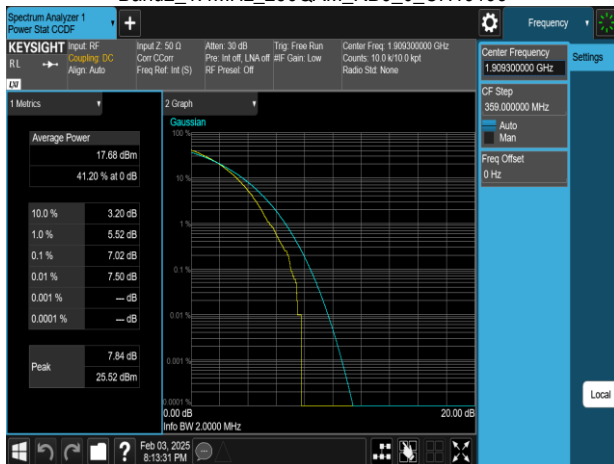 Spectrum Analyzer 1
Power Stat CCDF
Frequency
KEYSIGHT
RL
LXI
Input: RF
Coupling: DC
Align: Auto
Input Z: 50 Ω
Corr CCorr
Freq Ref: Int (S)
Atten: 30 dB
Pre: Int off, LNA off
RF Presel: Off
Trig: Free Run
#IF Gain: Low
Center Freq: 1.909300000 GHz
Counts: 10.0 k/10.0 kpt
Radio Std: None
Center Frequency
1.909300000 GHz
Settings
CF Step
359.000000 MHz
Auto
Man
Freq Offset
0 Hz
1 Metrics
Average Power
17.68 dBm
41.20 % at 0 dB
10.0 % 3.20 dB
1.0 % 5.52 dB
0.1 % 7.02 dB
0.01 % 7.50 dB
0.001 % --- dB
0.0001 % --- dB
Peak
7.84 dB
25.52 dBm
2 Graph
Gaussian
100 %
10 %
1 %
0.1 %
0.01 %
0.001 %
0.0001 %
0.00 dB
20.00 dB
Info BW 2.0000 MHz
Local
?
Feb 03, 2025
8:13:31 PM